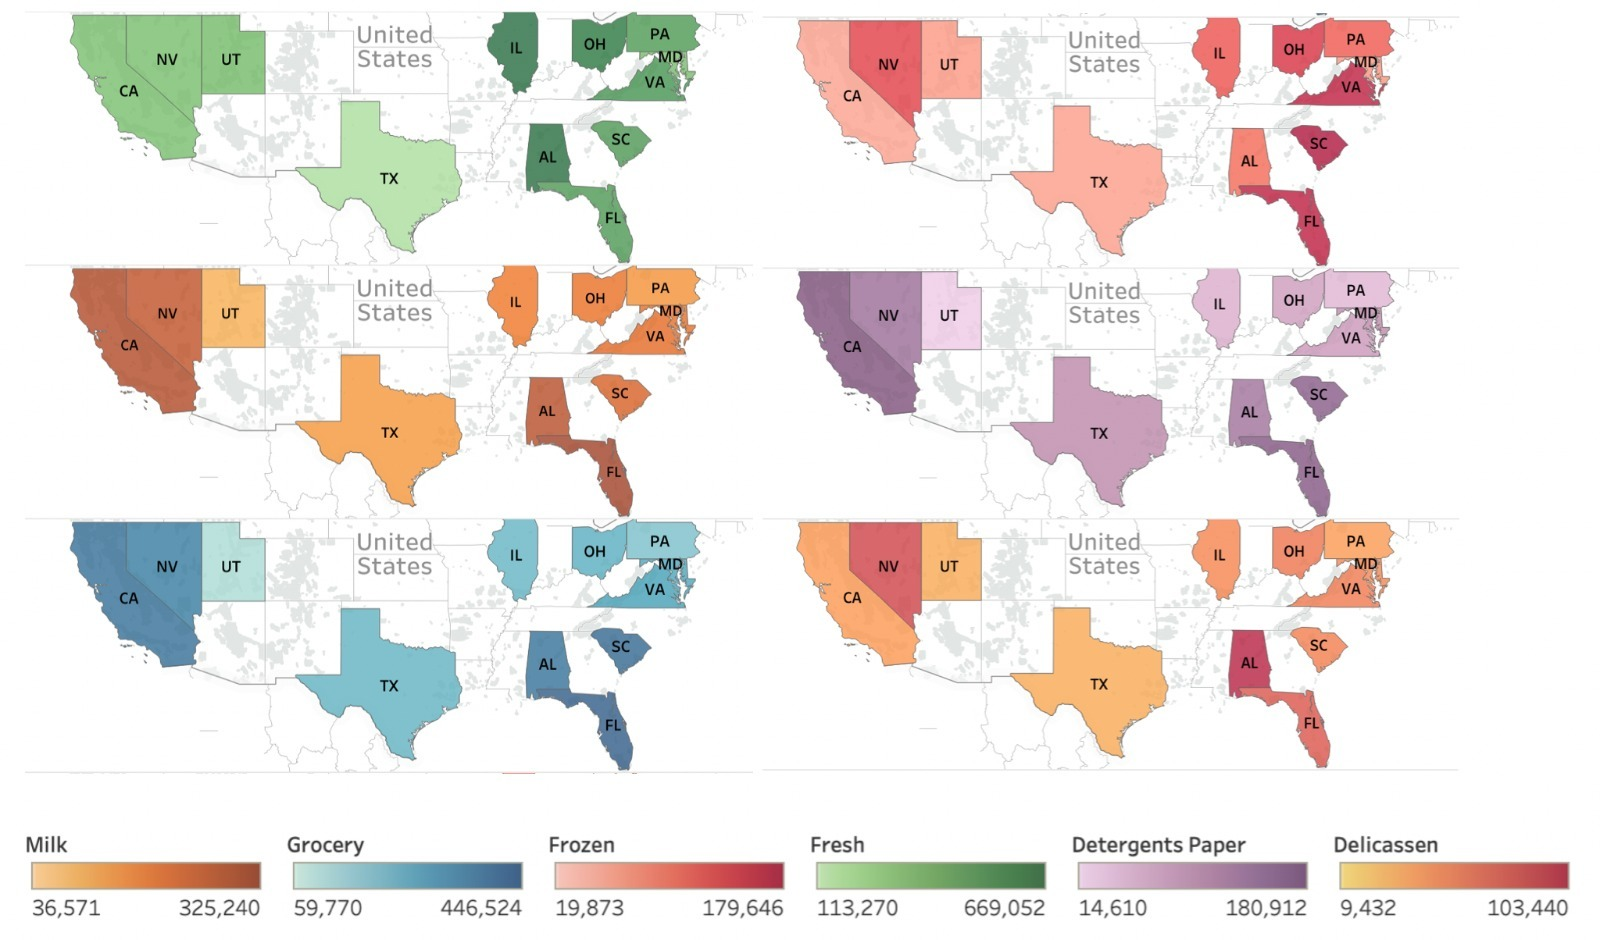 United
States
IL
OH
PA
MD
VA
NV
UT
CA
SC
AL
TX
FL
United
States
IL
OH
PA
MD
VA
NV
UT
CA
SC
AL
TX
FL
United
States
IL
OH
PA
MD
VA
NV
UT
CA
SC
AL
TX
FL
United
States
IL
OH
PA
MD
VA
NV
UT
CA
SC
AL
TX
FL
United
States
IL
OH
PA
MD
VA
NV
UT
CA
SC
AL
TX
FL
United
States
IL
OH
PA
MD
VA
NV
UT
CA
SC
AL
TX
FL
Milk
36,571 325,240
Grocery
59,770 446,524
Frozen
19,873 179,646
Fresh
113,270 669,052
Detergents Paper
14,610 180,912
Delicassen
9,432 103,440